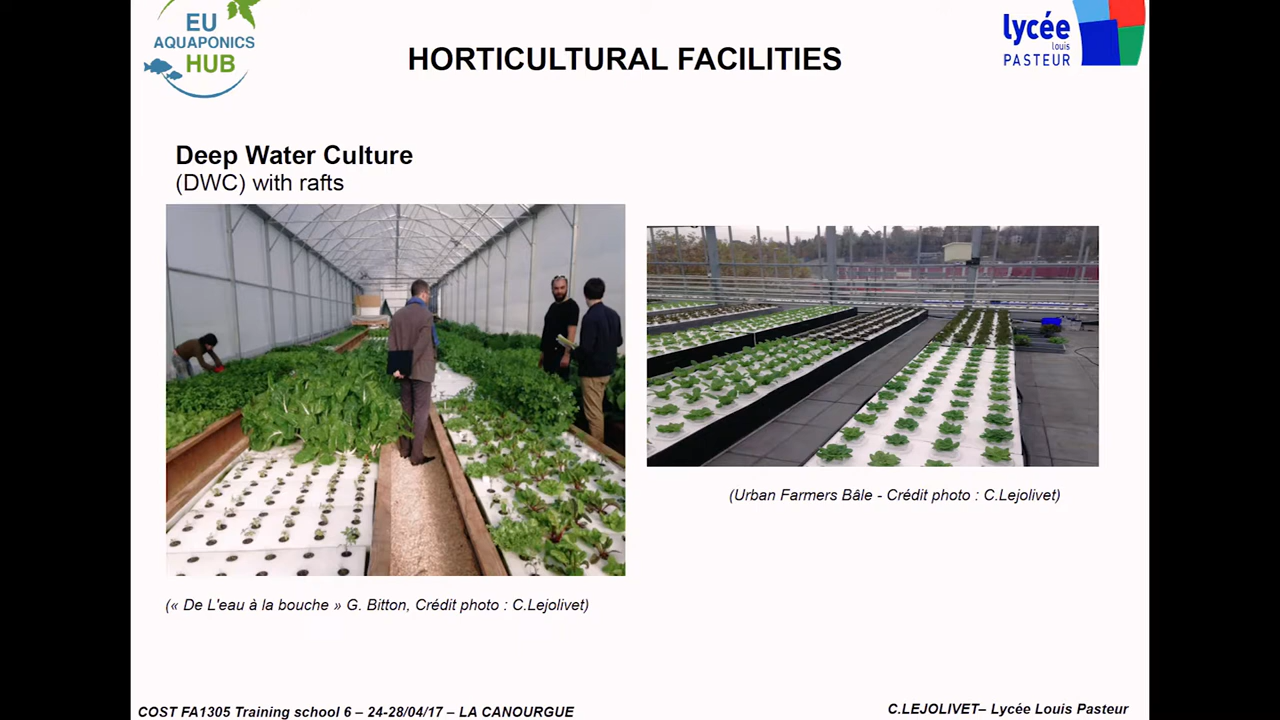 EU
AQUAPONICS
HUB
HORTICULTURAL FACILITIES
lycée
louis
PASTEUR
Deep Water Culture
(DWC) with rafts
(Urban Farmers Bâle - Crédit photo : C.Lejolivet)
(« De L'eau à la bouche » G. Bitton, Crédit photo : C.Lejolivet)
COST FA1305 Training school 6 – 24-28/04/17 – LA CANOURGUE
C.LEJOLIVET– Lycée Louis Pasteur